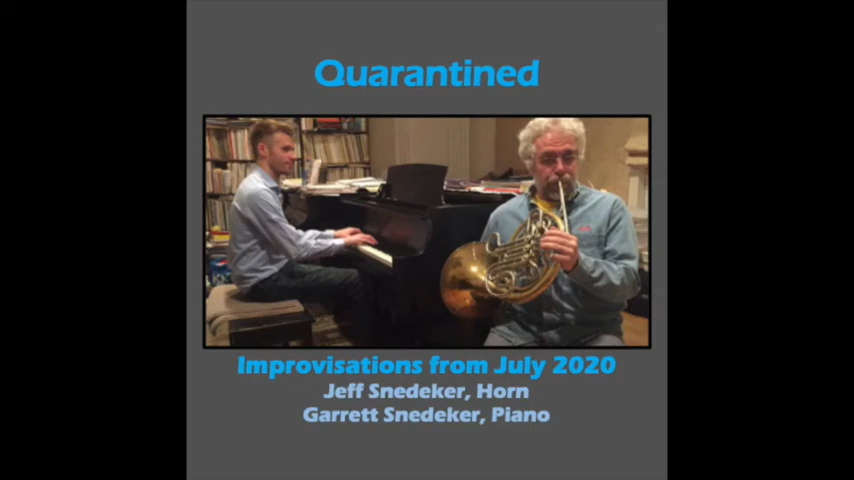 Quarantined
Improvisations from July 2020
Jeff Snedeker, Horn
Garrett Snedeker, Piano